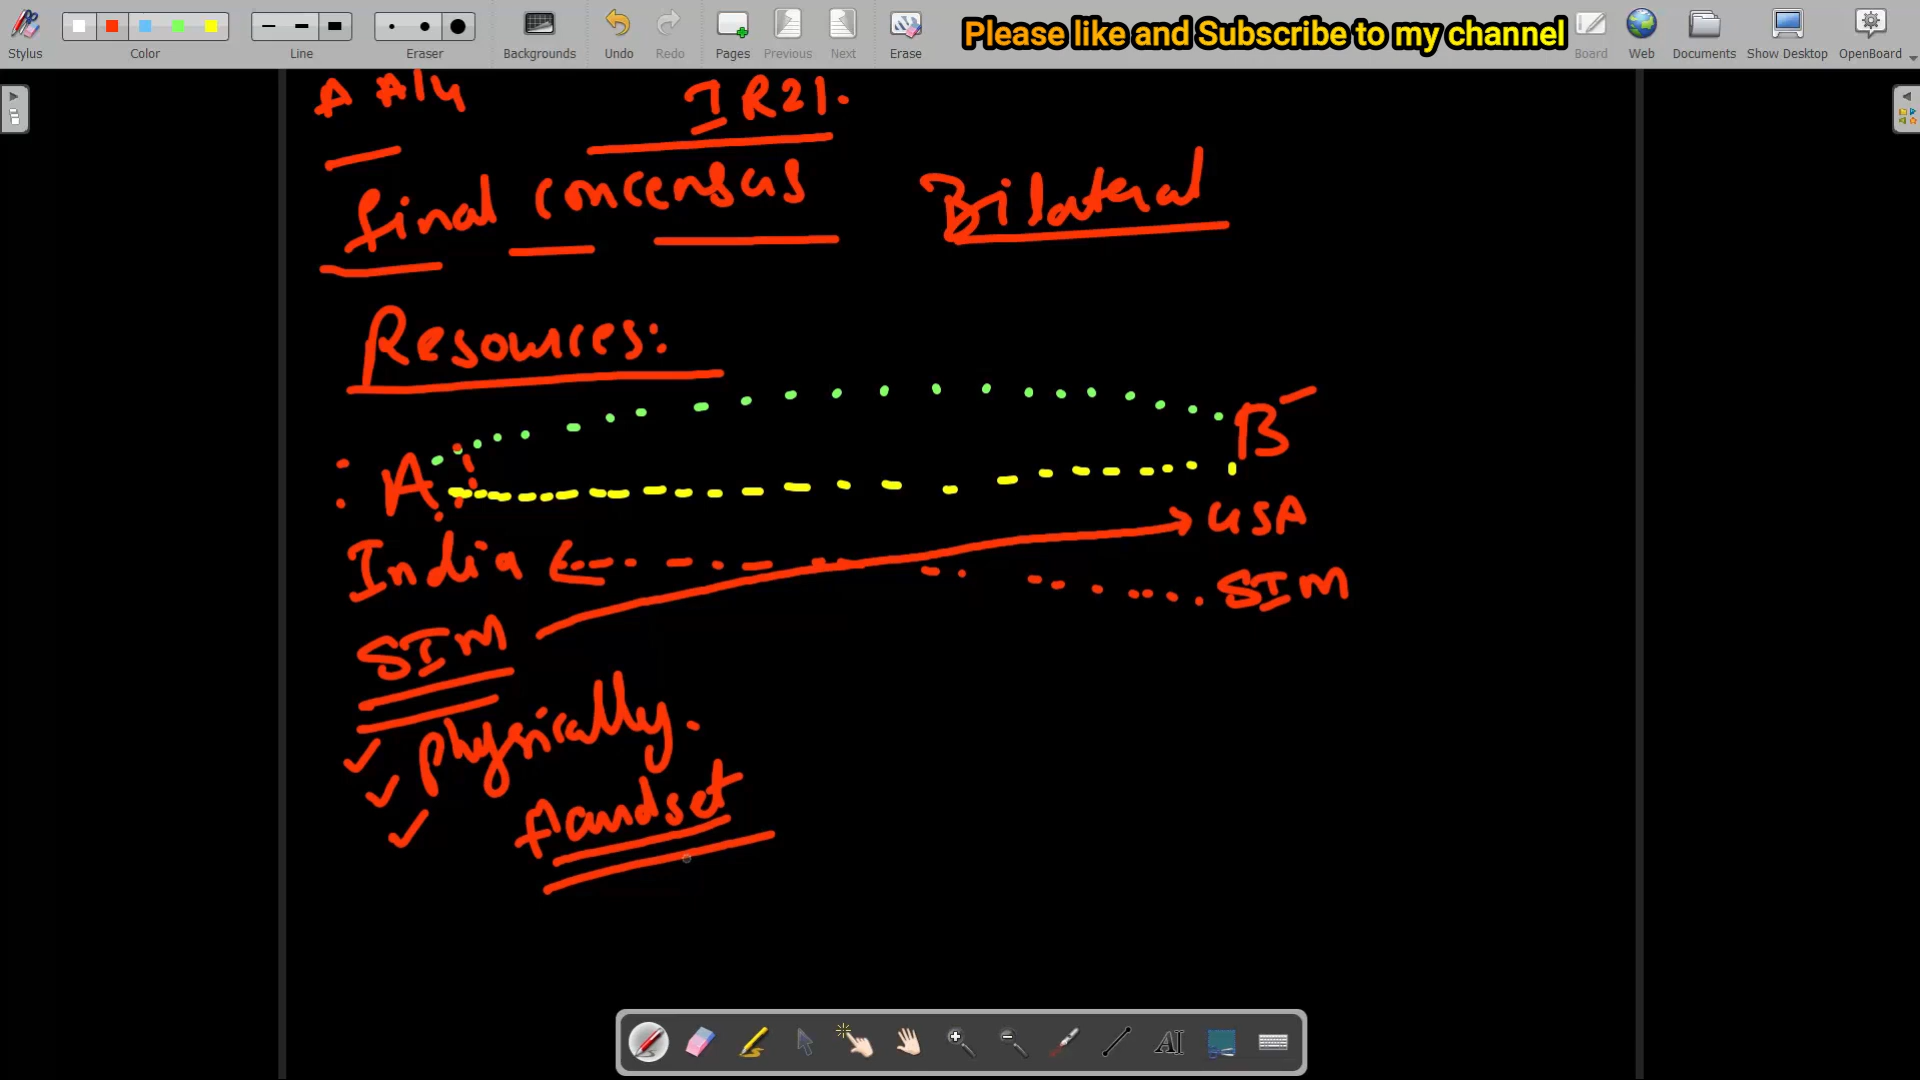 Please like and Subscribe to my channel
Stylus Color Line Eraser Backgrounds Undo Redo Pages Previous Next Erase Board Web Documents Show Desktop OpenBoard
A A14 IR21.
final concensus Bilateral
Resources:
A B
India USA
SIM SIM
physically.
Handset